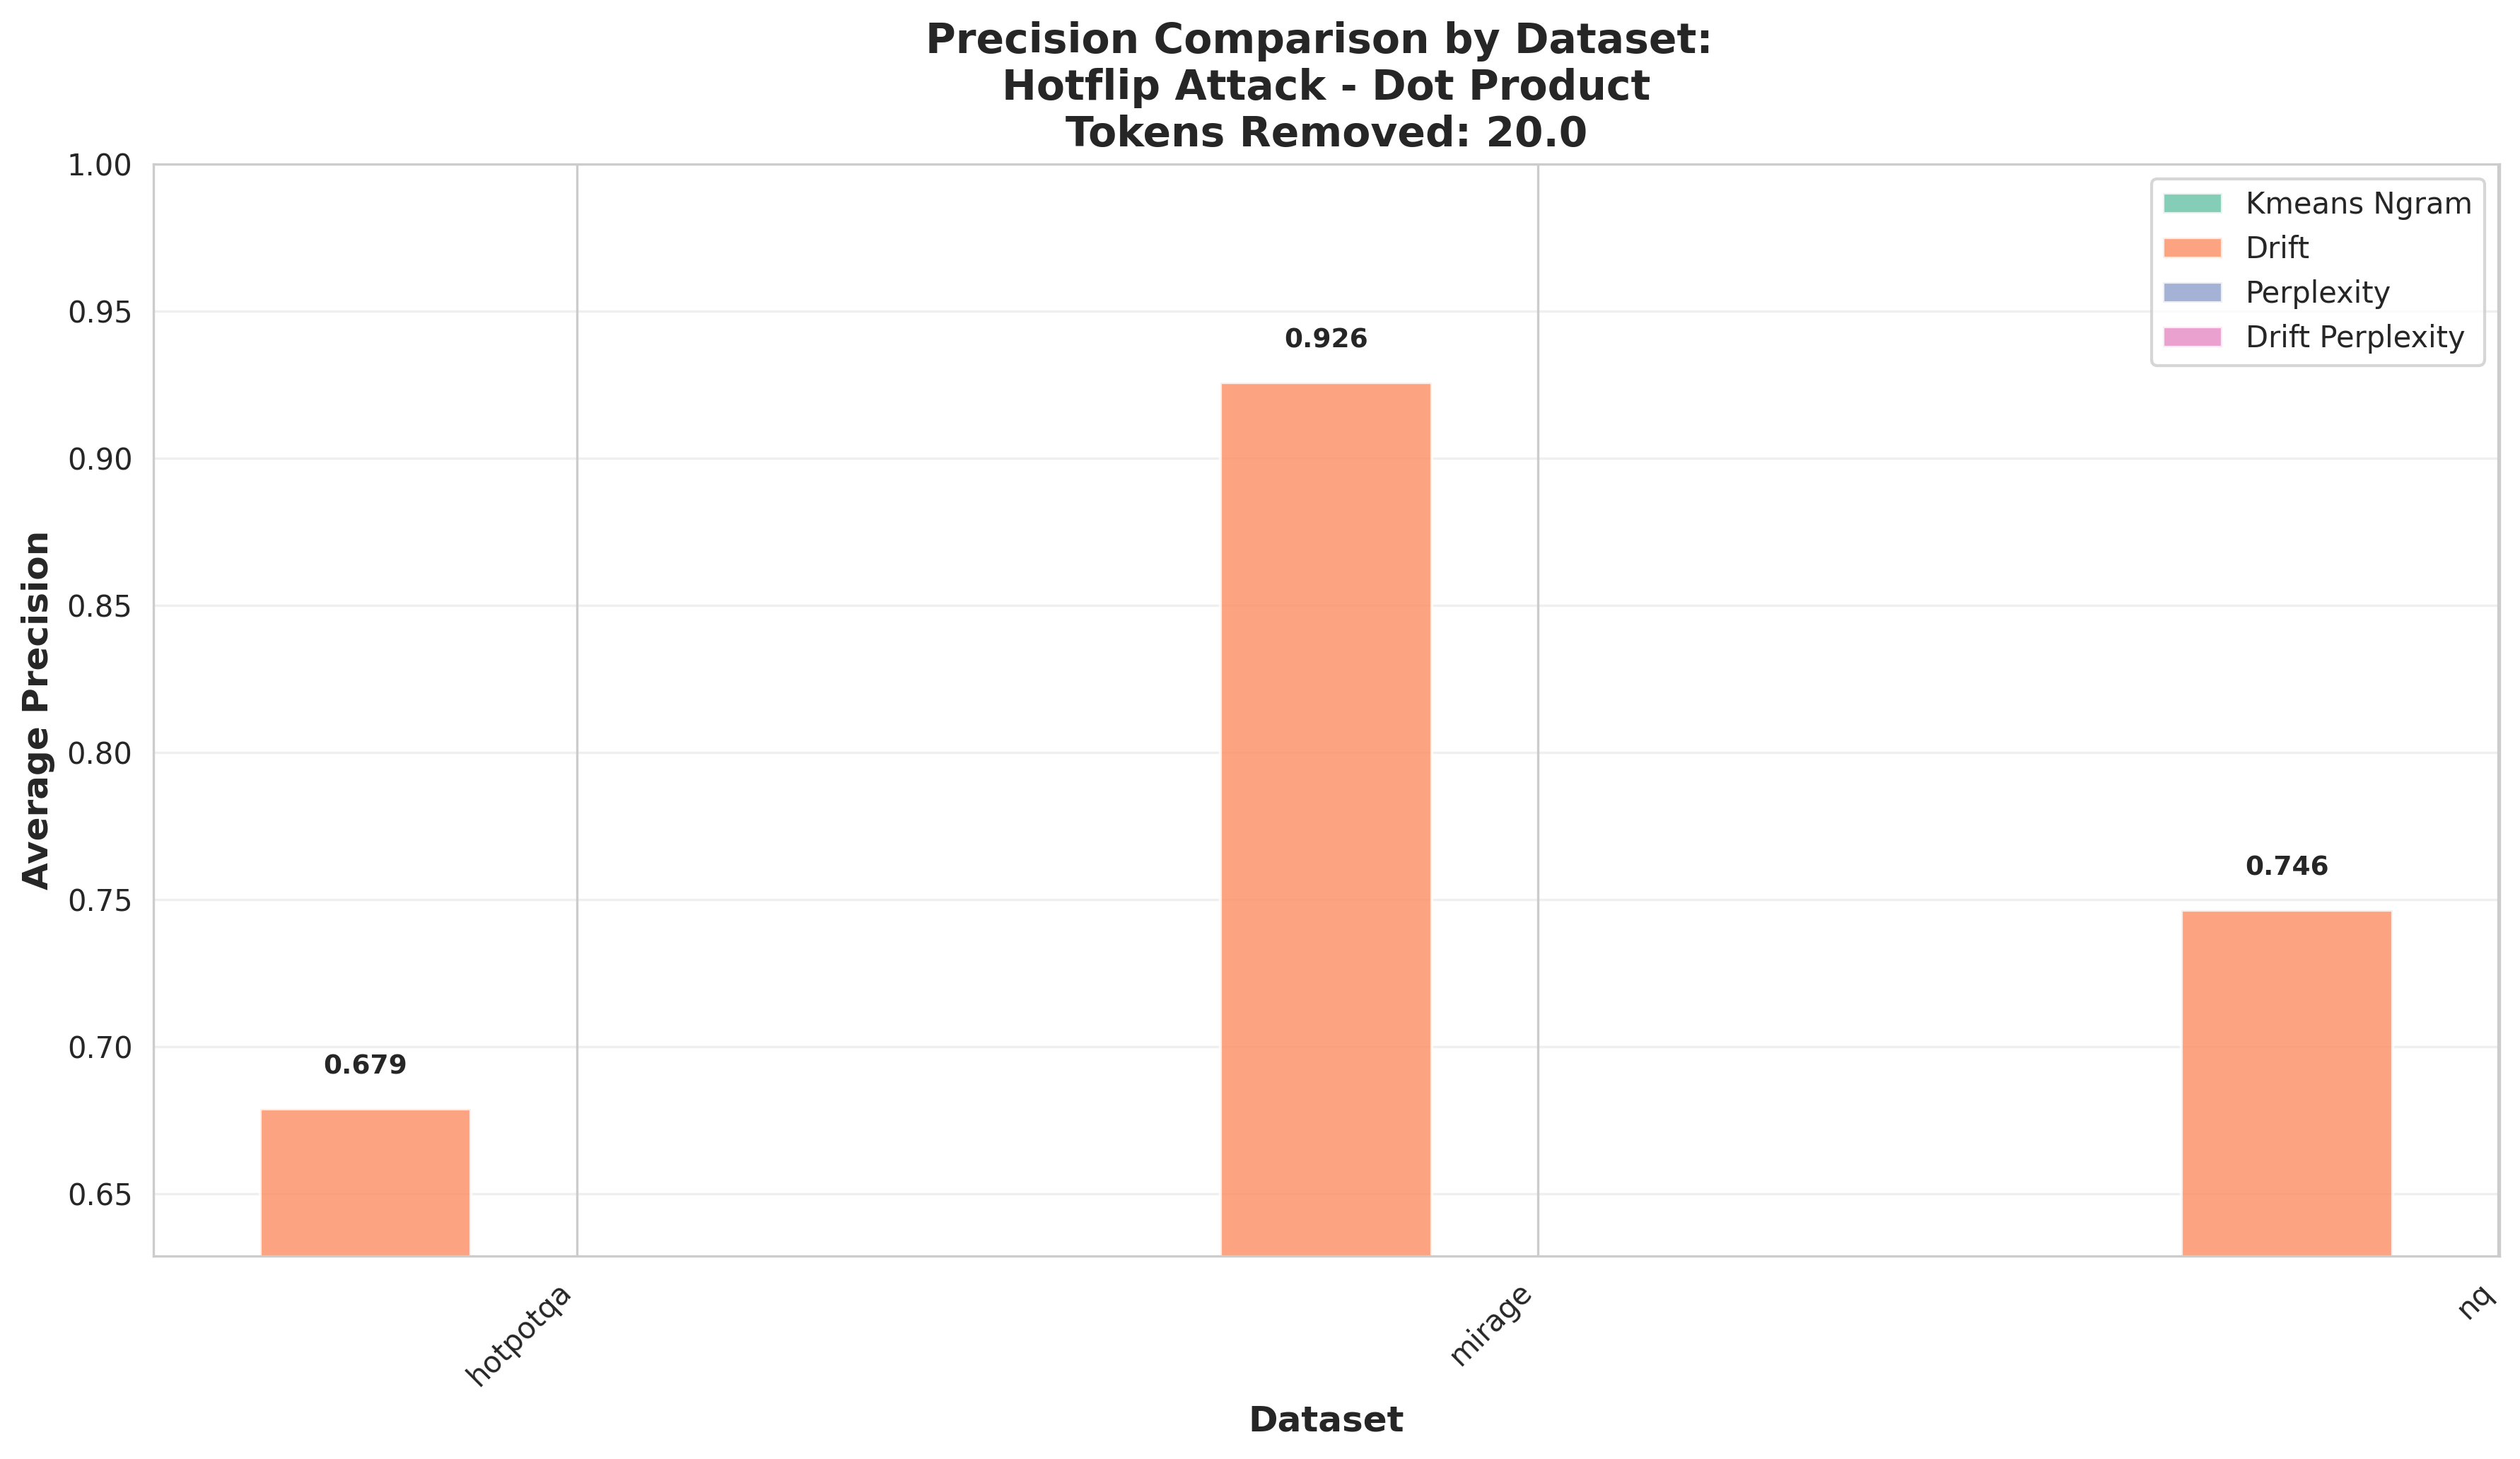 Precision Comparison by Dataset:
Hotflip Attack - Dot Product
Tokens Removed: 20.0
1.00
0.95
0.90
0.85
0.80
0.75
0.70
0.65
Average Precision
Kmeans Ngram
Drift
Perplexity
Drift Perplexity
0.679
0.926
0.746
hotpotqa
mirage
nq
Dataset